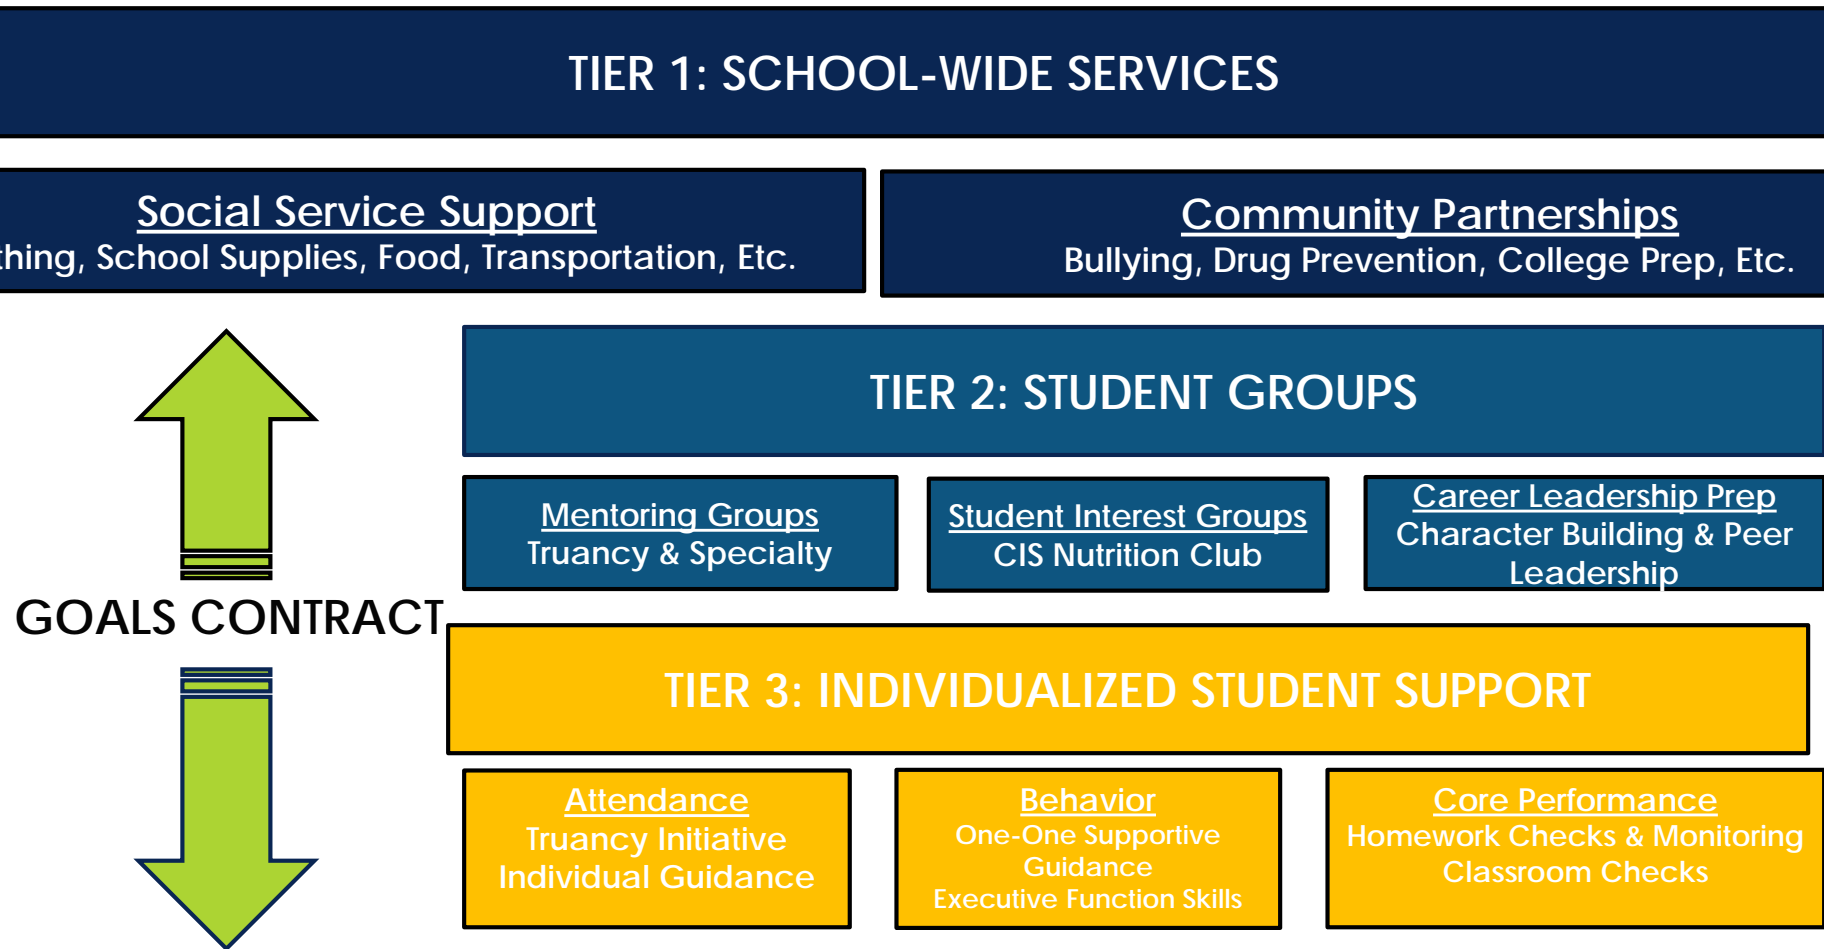 TIER 1: SCHOOL-WIDE SERVICES
Social Service Support
School Supplies, Food, Transportation, Etc.
Community Partnerships
Bullying, Drug Prevention, College Prep, Etc.
TIER 2: STUDENT GROUPS
Mentoring Groups
Truancy & Specialty
Student Interest Groups
CIS Nutrition Club
Career Leadership Prep
Character Building & Peer
Leadership
GOALS CONTRACT
TIER 3: INDIVIDUALIZED STUDENT SUPPORT
Attendance
Truancy Initiative
Individual Guidance
Behavior
One-One Supportive
Guidance
Executive Function Skills
Core Performance
Homework Checks & Monitoring
Classroom Checks